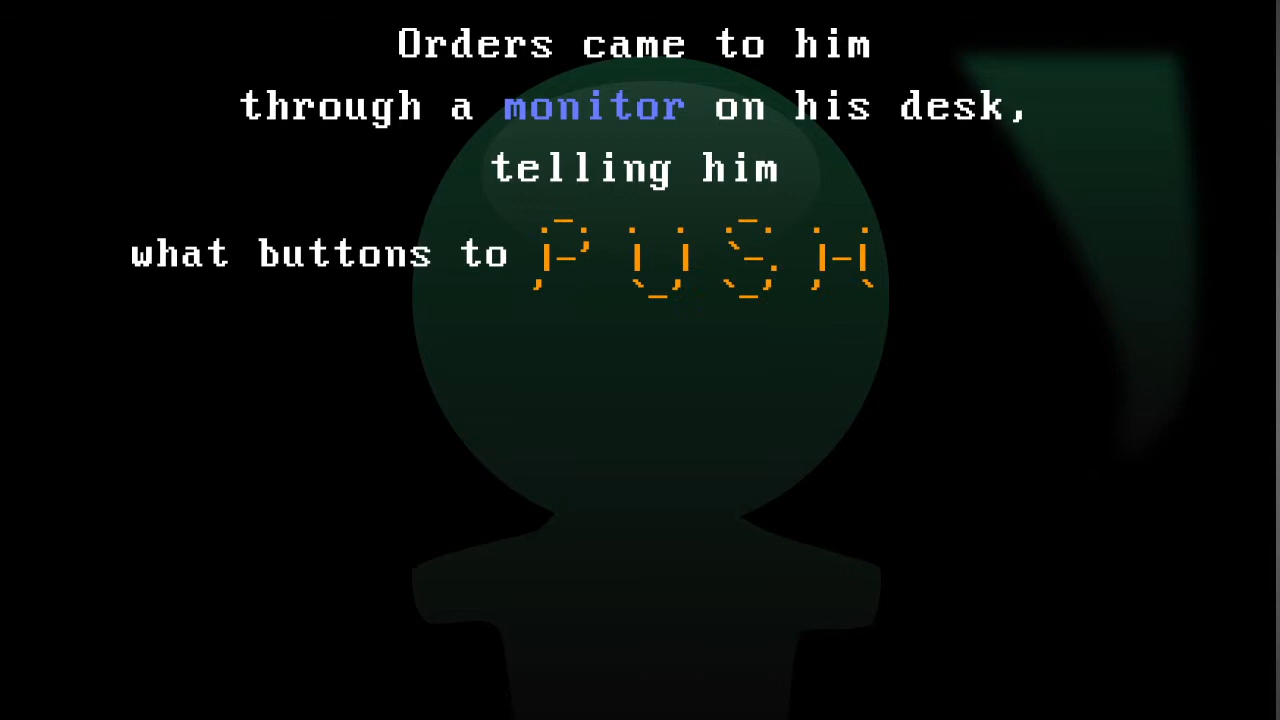 Orders came to him
through a monitor on his desk,
telling him
what buttons to PUSH